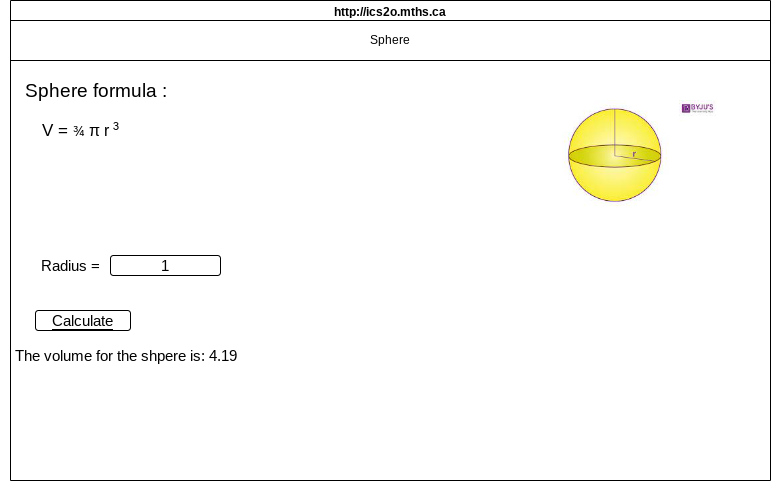 http://ics2o.mths.ca
Sphere
Sphere formula :
V = ¾ π r ³
BYJU'S
r
Radius = 1
Calculate
The volume for the shpere is: 4.19